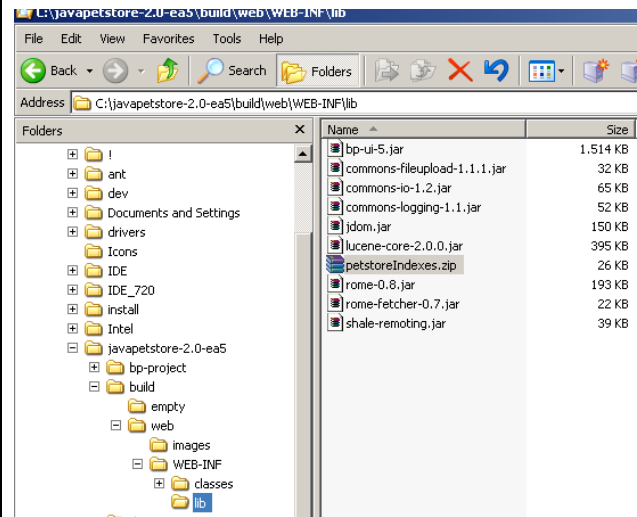 C:\javapetstore-2.0-ea5\build\web\WEB-INF\lib
File Edit View Favorites Tools Help
Back Search Folders
Address C:\javapetstore-2.0-ea5\build\web\WEB-INF\lib
Folders x Name Size
!
ant
dev
Documents and Settings
drivers
Icons
IDE
IDE_720
install
Intel
javapetstore-2.0-ea5
bp-project
build
empty
web
images
WEB-INF
classes
lib
bp-ui-5.jar 1.514 KB
commons-fileupload-1.1.1.jar 32 KB
commons-io-1.2.jar 65 KB
commons-logging-1.1.jar 52 KB
jdom.jar 150 KB
lucene-core-2.0.0.jar 395 KB
petstoreIndexes.zip 26 KB
rome-0.8.jar 193 KB
rome-fetcher-0.7.jar 22 KB
shale-remoting.jar 39 KB